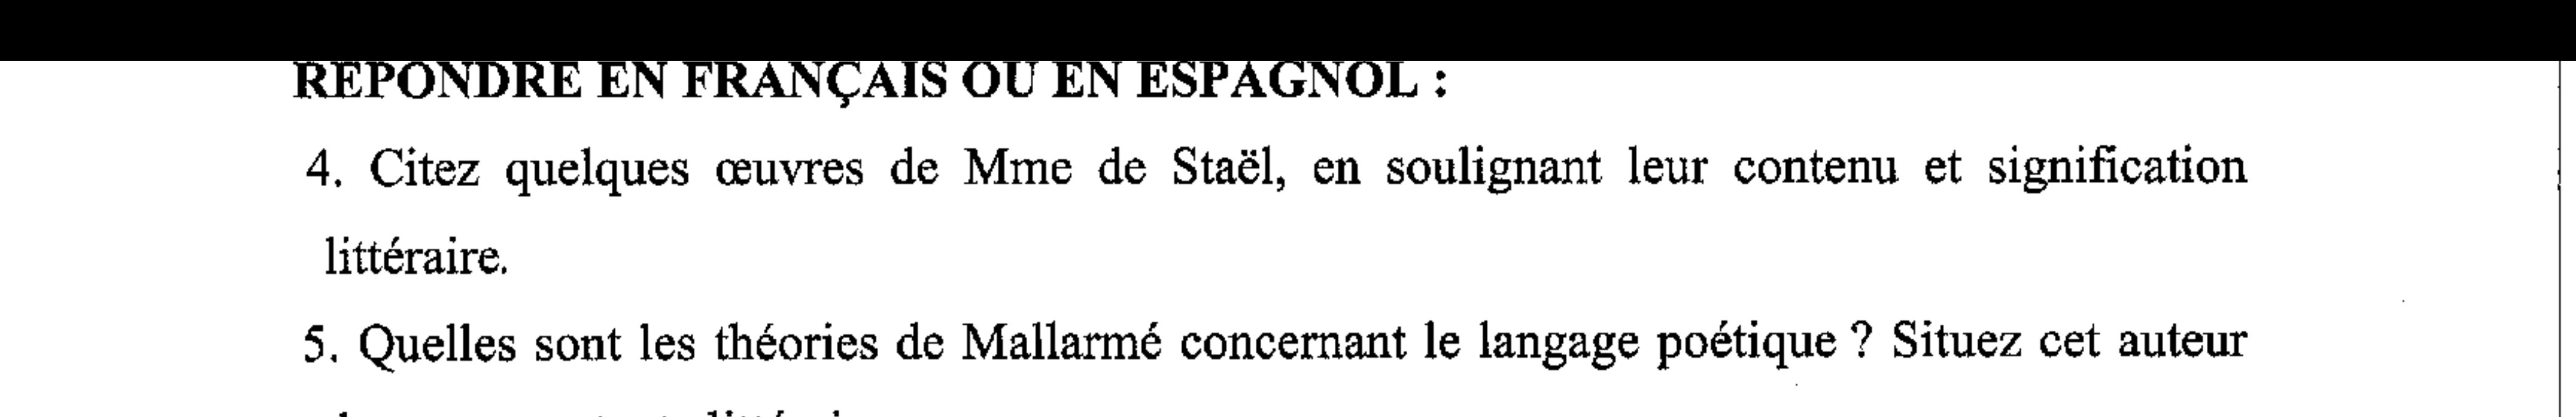 REPONDRE EN FRANÇAIS OU EN ESPAGNOL :
4. Citez quelques œuvres de Mme de Staël, en soulignant leur contenu et signification
littéraire.
5. Quelles sont les théories de Mallarmé concernant le langage poétique ? Situez cet auteur